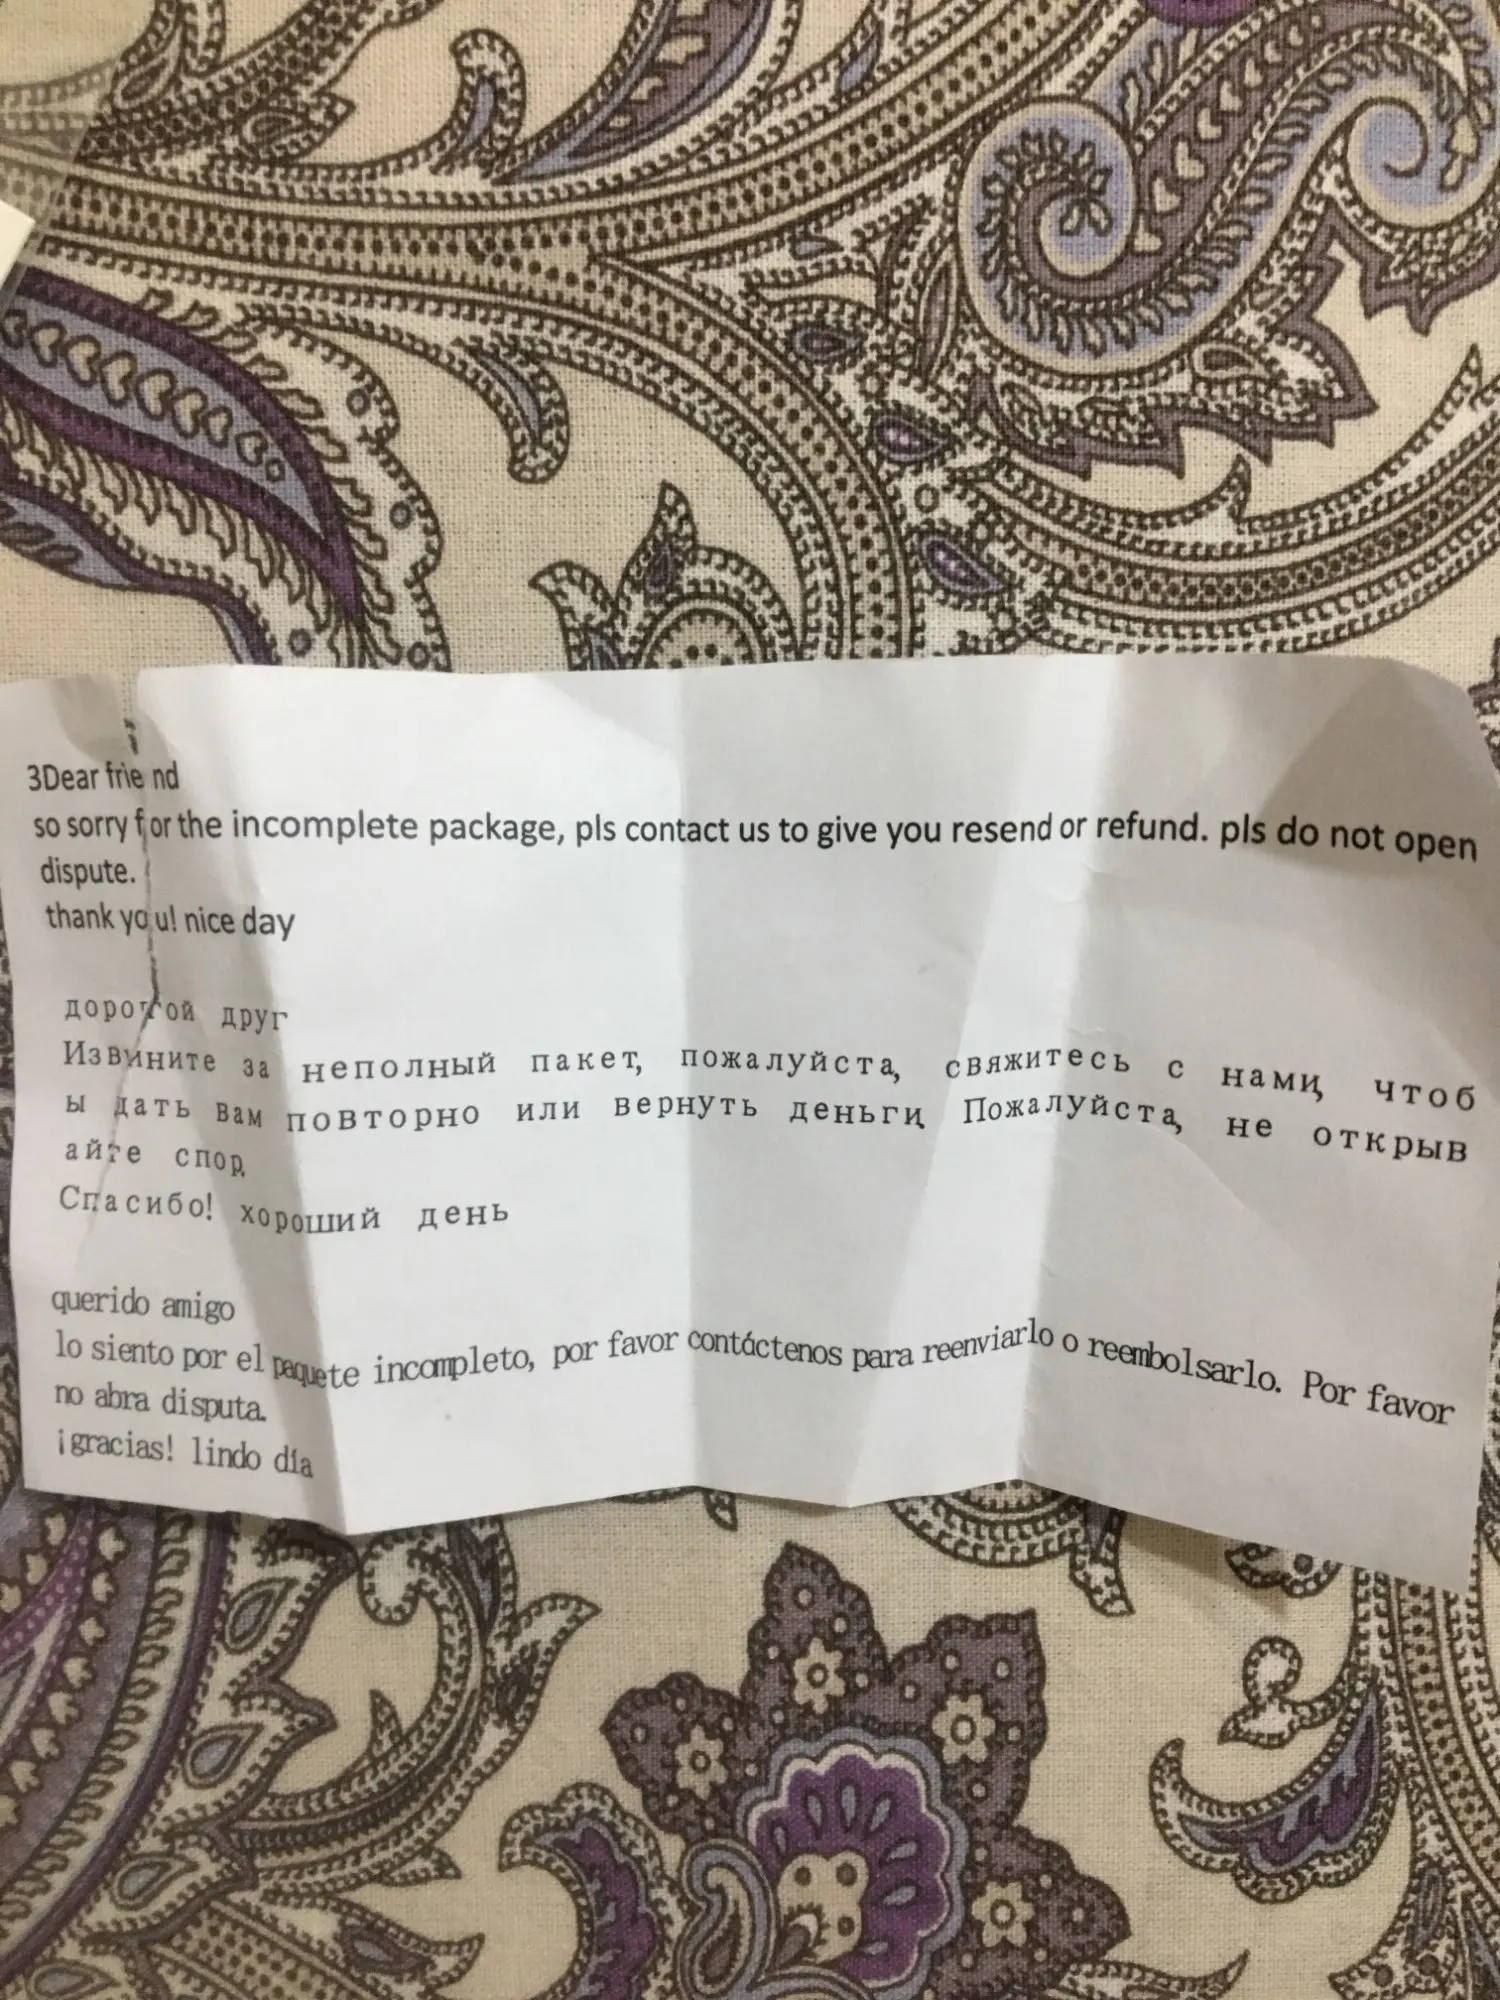 3Dear friend
so sorry for the incomplete package, pls contact us to give you resend or refund. pls do not open
dispute.
thank you! nice day
дорогой друг
Извините за неполный пакет, пожалуйста, свяжитесь с нами, чтоб
ы дать вам повторно или вернуть деньги. Пожалуйста, не открыв
айте спор.
Спасибо! хороший день
querido amigo
lo siento por el paquete incompleto, por favor contáctenos para reenviarlo o reembolsarlo. Por favor
no abra disputa.
¡gracias! lindo día